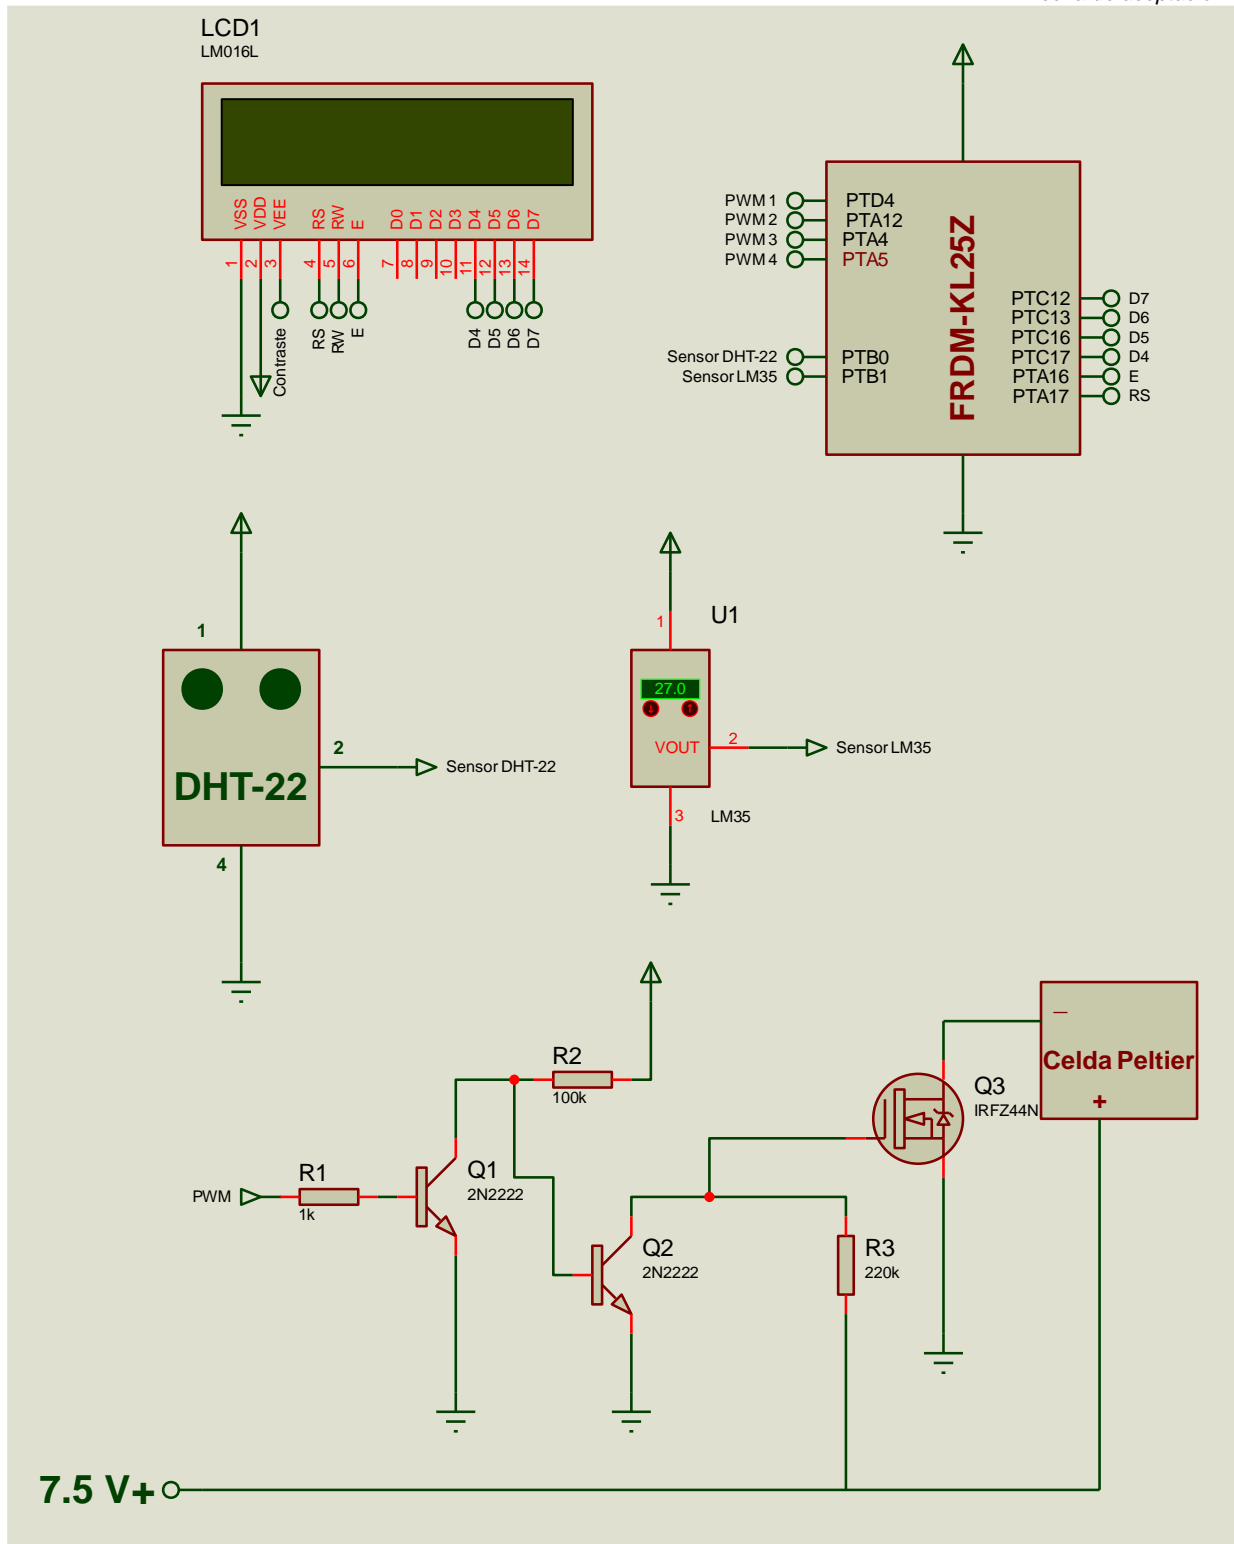 LCD1
LM016L
VSS
VDD
VEE
RS
RW
E
D0
D1
D2
D3
D4
D5
D6
D7
1
2
3
4
5
6
7
8
9
10
11
12
13
14
Contraste
RS
RW
E
D4
D5
D6
D7
PWM 1
PWM 2
PWM 3
PWM 4
PTD4
PTA12
PTA4
PTA5
Sensor DHT-22
Sensor LM35
PTB0
PTB1
FRDM-KL25Z
PTC12
PTC13
PTC16
PTC17
PTA16
PTA17
D7
D6
D5
D4
E
RS
1
DHT-22
2
Sensor DHT-22
4
U1
1
27.0
VOUT
2
Sensor LM35
3
LM35
R2
100k
Celda Peltier
+
Q3
IRFZ44N
PWM
R1
1k
Q1
2N2222
Q2
2N2222
R3
220k
7.5 V+